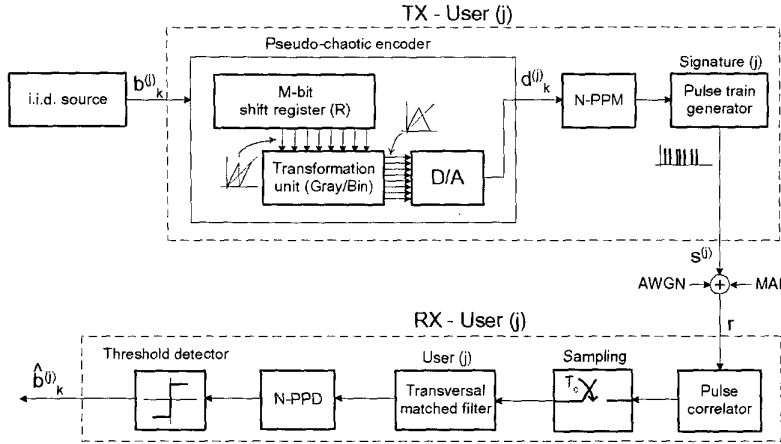 TX - User (j)
Pseudo-chaotic encoder
Signature (j)
i.i.d. source
b(j)k
M-bit
shift register (R)
d(j)k
N-PPM
Pulse train
generator
Transformation
unit (Gray/Bin)
D/A
s(j)
AWGN
+
MAI
RX - User (j)
r
Threshold detector
User (j)
Sampling
b̂(j)k
N-PPD
Transversal
matched filter
Tc
Pulse
correlator